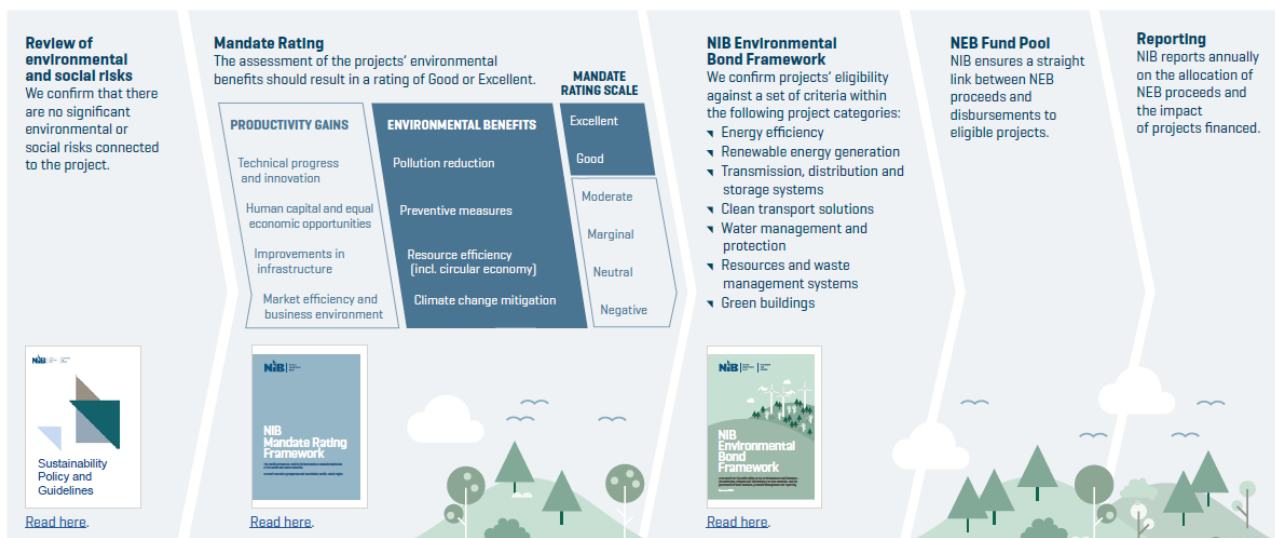 Review of
environmental
and social risks
We confirm that there
are no significant
environmental or
social risks connected
to the project.
Mandate Rating
The assessment of the projects' environmental
benefits should result in a rating of Good or Excellent.
MANDATE
RATING SCALE
PRODUCTIVITY GAINS
Technical progress
and innovation
Human capital and equal
economic opportunities
Improvements in
infrastructure
Market efficiency and
business environment
ENVIRONMENTAL BENEFITS
Pollution reduction
Preventive measures
Resource efficiency
(incl. circular economy)
Climate change mitigation
Excellent
Good
Moderate
Marginal
Neutral
Negative
NIB Environmental
Bond Framework
We confirm projects' eligibility
against a set of criteria within
the following project categories:
Energy efficiency
Renewable energy generation
Transmission, distribution and
storage systems
Clean transport solutions
Water management and
protection
Resources and waste
management systems
Green buildings
NEB Fund Pool
NIB ensures a straight
link between NEB
proceeds and
disbursements to
eligible projects.
Reporting
NIB reports annually
on the allocation of
NEB proceeds and
the impact
of projects financed.
NIB
Sustainability
Policy and
Guidelines
Read here.
NIB
NIB
Mandate Rating
Framework
Read here.
NIB
NIB
Environmental
Bond
Framework
Read here.